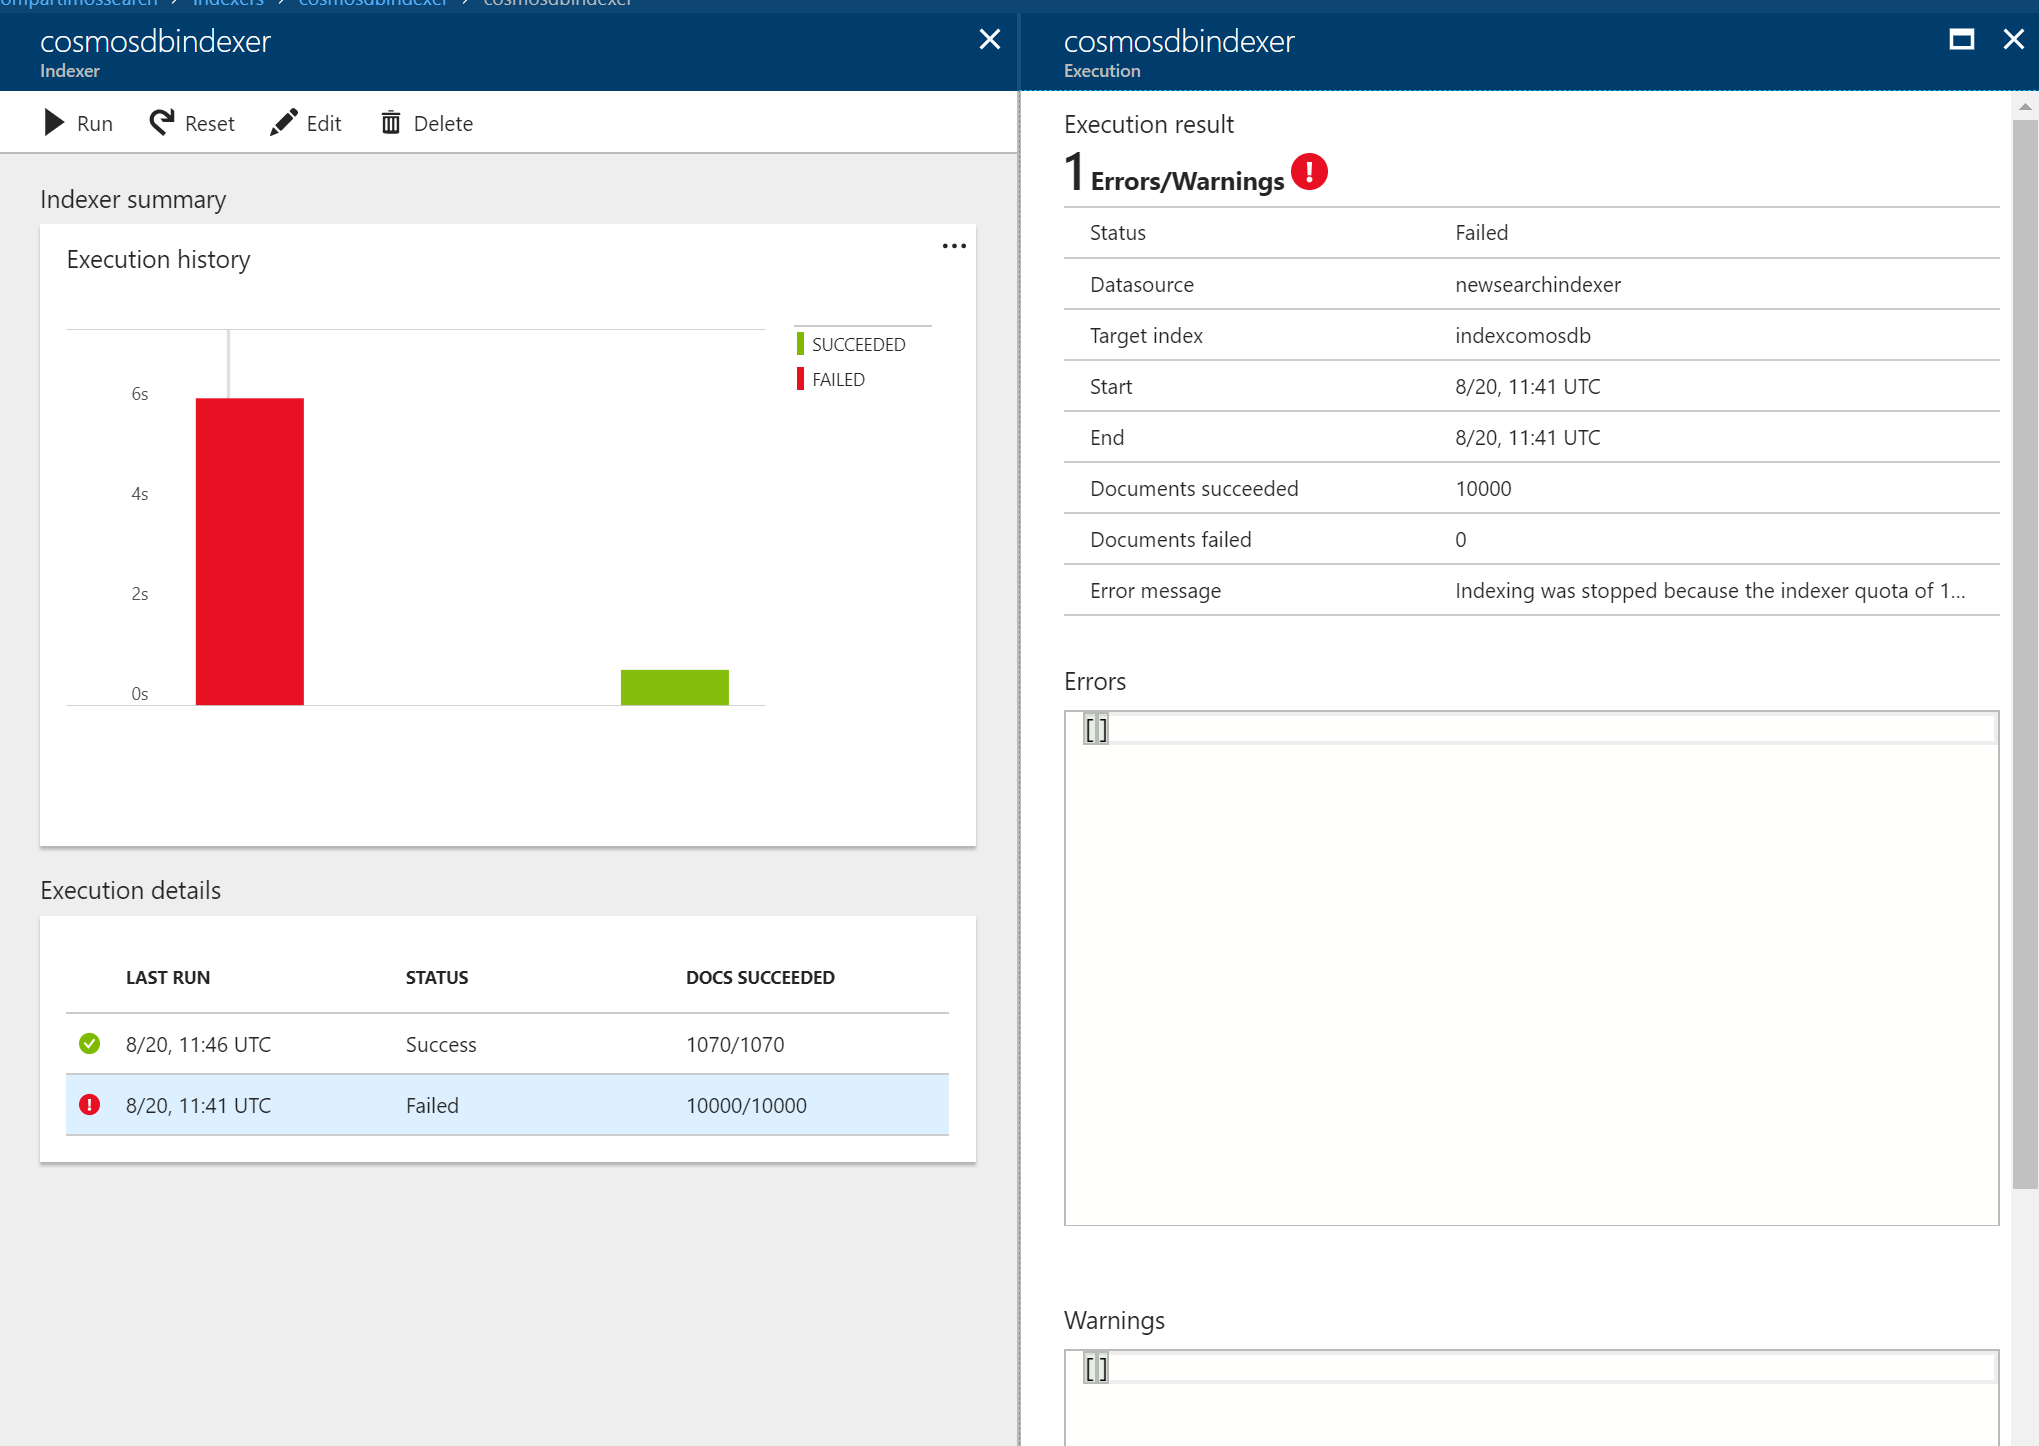 ompartimossearch > Indexers > cosmosdbindexer > cosmosdbindexer
cosmosdbindexer
Indexer
Run Reset Edit Delete
Indexer summary
Execution history
SUCCEEDED
FAILED
6s
4s
2s
0s
Execution details
LAST RUN STATUS DOCS SUCCEEDED
8/20, 11:46 UTC Success 1070/1070
8/20, 11:41 UTC Failed 10000/10000
cosmosdbindexer
Execution
Execution result
1 Errors/Warnings
Status Failed
Datasource newsearchindexer
Target index indexcomosdb
Start 8/20, 11:41 UTC
End 8/20, 11:41 UTC
Documents succeeded 10000
Documents failed 0
Error message Indexing was stopped because the indexer quota of 1...
Errors
[]
Warnings
[]